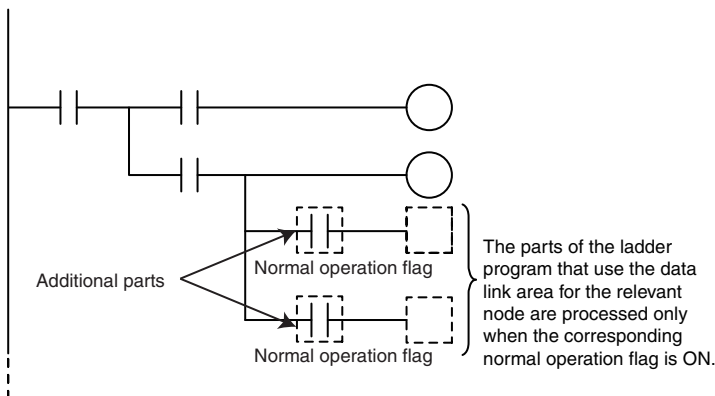 Normal operation flag
Additional parts
Normal operation flag
The parts of the ladder
program that use the data
link area for the relevant
node are processed only
when the corresponding
normal operation flag is ON.